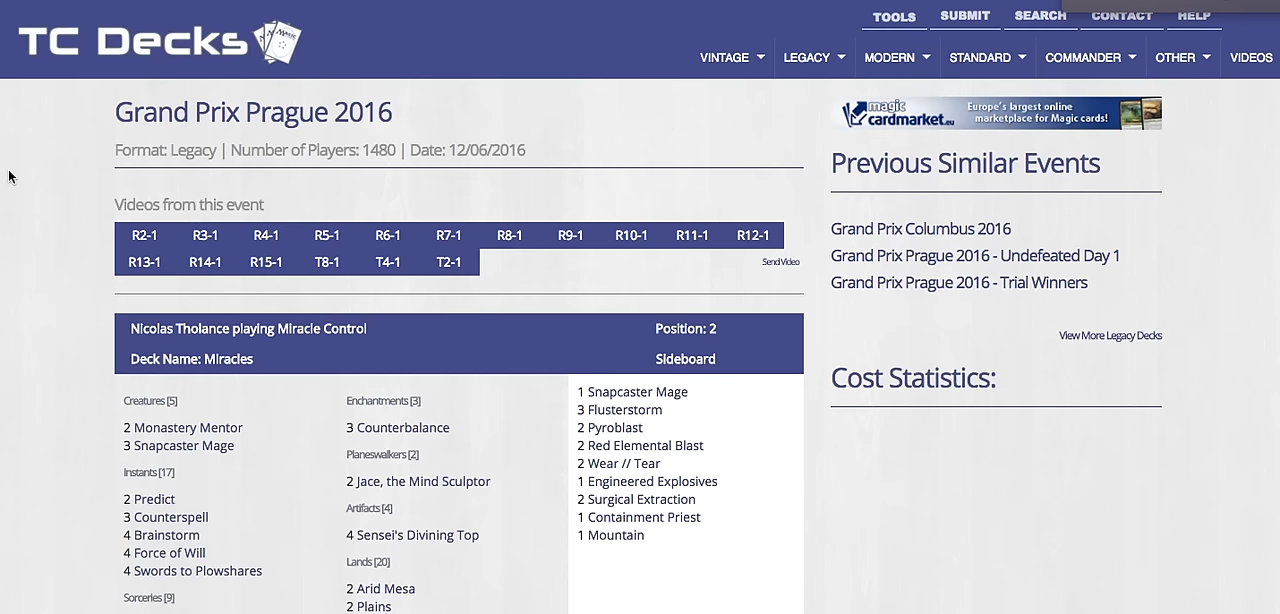 TC Decks
TOOLS SUBMIT SEARCH CONTACT HELP
VINTAGE LEGACY MODERN STANDARD COMMANDER OTHER VIDEOS
Grand Prix Prague 2016
Format: Legacy | Number of Players: 1480 | Date: 12/06/2016
Videos from this event
R2-1 R3-1 R4-1 R5-1 R6-1 R7-1 R8-1 R9-1 R10-1 R11-1 R12-1
R13-1 R14-1 R15-1 T8-1 T4-1 T2-1
Send Video
Nicolas Tholance playing Miracle Control Position: 2
Deck Name: Miracles Sideboard
Creatures [5]
2 Monastery Mentor
3 Snapcaster Mage
Instants [17]
2 Predict
3 Counterspell
4 Brainstorm
4 Force of Will
4 Swords to Plowshares
Sorceries [9]
Enchantments [3]
3 Counterbalance
Planeswalkers [2]
2 Jace, the Mind Sculptor
Artifacts [4]
4 Sensei's Divining Top
Lands [20]
2 Arid Mesa
2 Plains
1 Snapcaster Mage
3 Flusterstorm
2 Pyroblast
2 Red Elemental Blast
2 Wear // Tear
1 Engineered Explosives
2 Surgical Extraction
1 Containment Priest
1 Mountain
magic
cardmarket.eu
Europe's largest online
marketplace for Magic cards!
Previous Similar Events
Grand Prix Columbus 2016
Grand Prix Prague 2016 - Undefeated Day 1
Grand Prix Prague 2016 - Trial Winners
View More Legacy Decks
Cost Statistics: